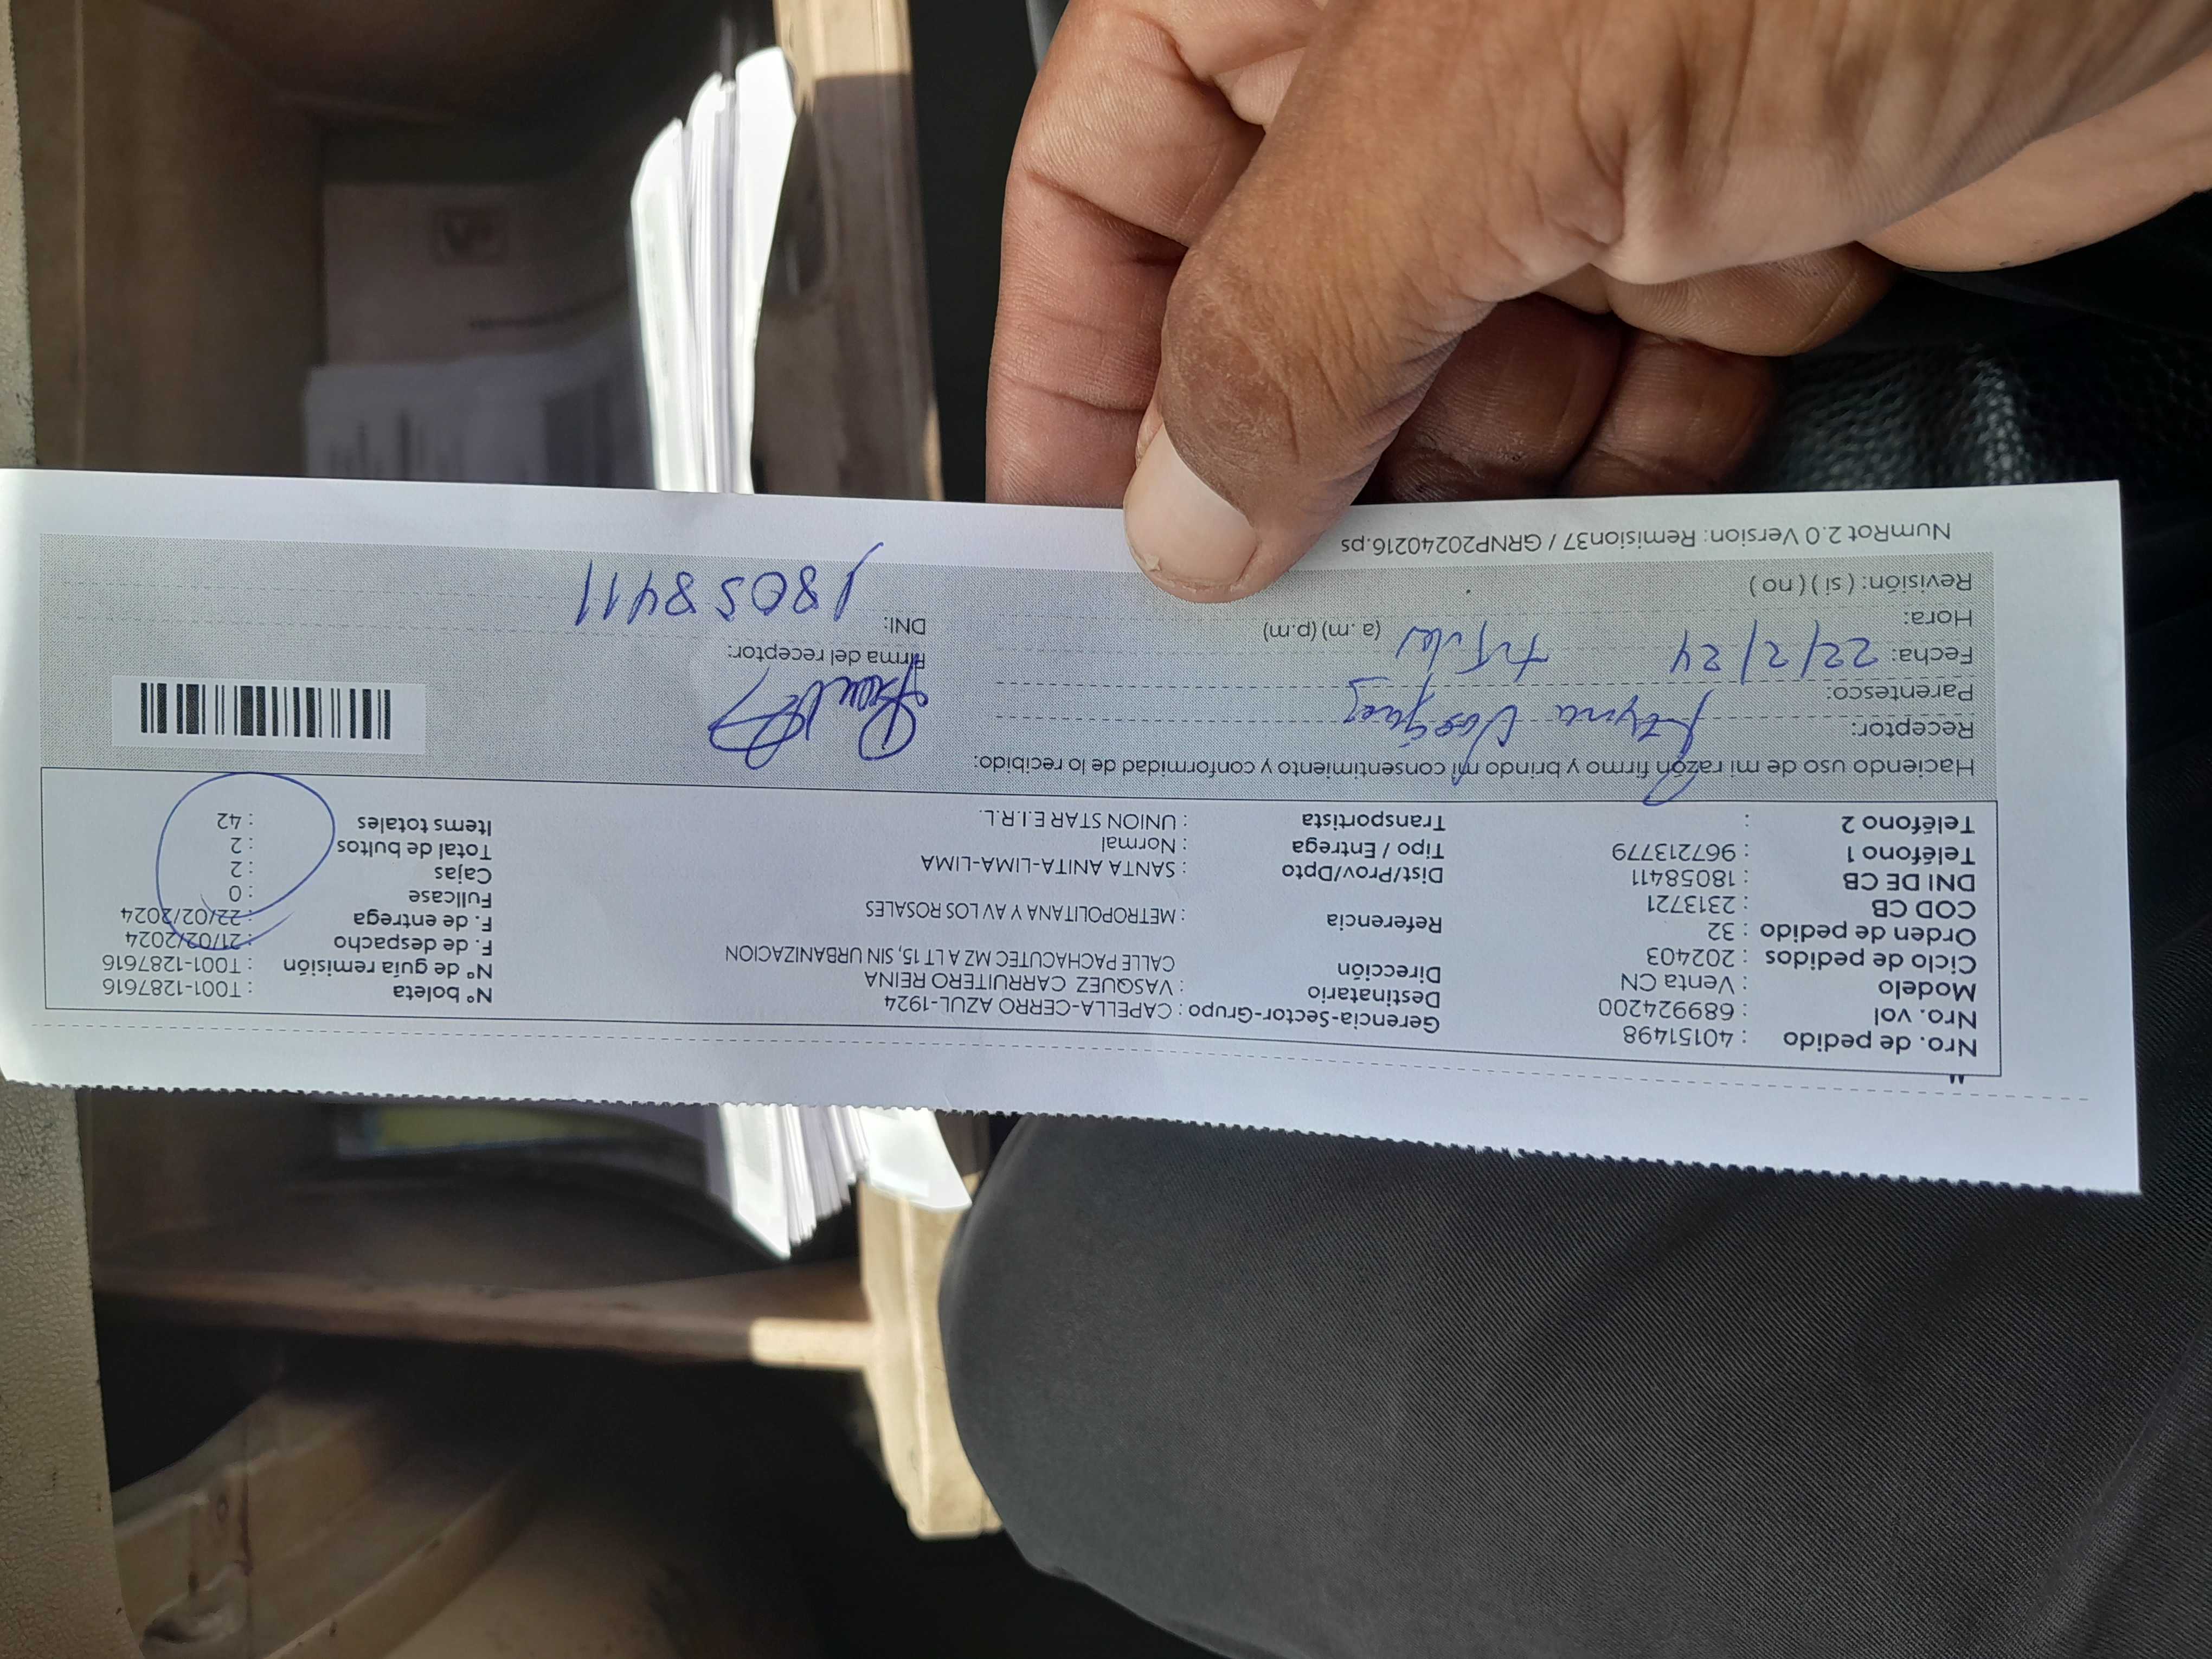 Nro. de pedido : 40151498
Nro. vol : 689924200
Modelo : Venta CN
Ciclo de pedidos : 202403
Orden de pedido : 32
COD CB : 2313721
DNI DE CB : 18058411
Teléfono 1 : 967213779
Teléfono 2 :
Gerencia-Sector-Grupo : CAPELLA-CERRO AZUL-1924
Destinatario : VASQUEZ CARRUITERO REINA
Dirección CALLE PACHACUTEC MZ A LT 15, SIN URBANIZACION
Referencia : METROPOLITANA Y AV LOS ROSALES
Dist/Prov/Dpto : SANTA ANITA-LIMA-LIMA
Tipo / Entrega : Normal
Transportista : UNION STAR E.I.R.L.
N° boleta : T001-1287616
N° de guía remisión : T001-1287616
F. de despacho : 21/02/2024
F. de entrega : 22/02/2024
Fullcase : 0
Cajas : 2
Total de bultos : 2
Items totales : 42
Haciendo uso de mi razón firmo y brindo mi consentimiento y conformidad de lo recibido:
Receptor: Vasquez
Parentesco:
Fecha: 22/2/24
Hora: (a.m) (p.m)
Revisión: ( si ) ( no )
Firma del receptor:
DNI: 18058411
NumRot 2.0 Version: Remision37 / GRNP20240216.ps